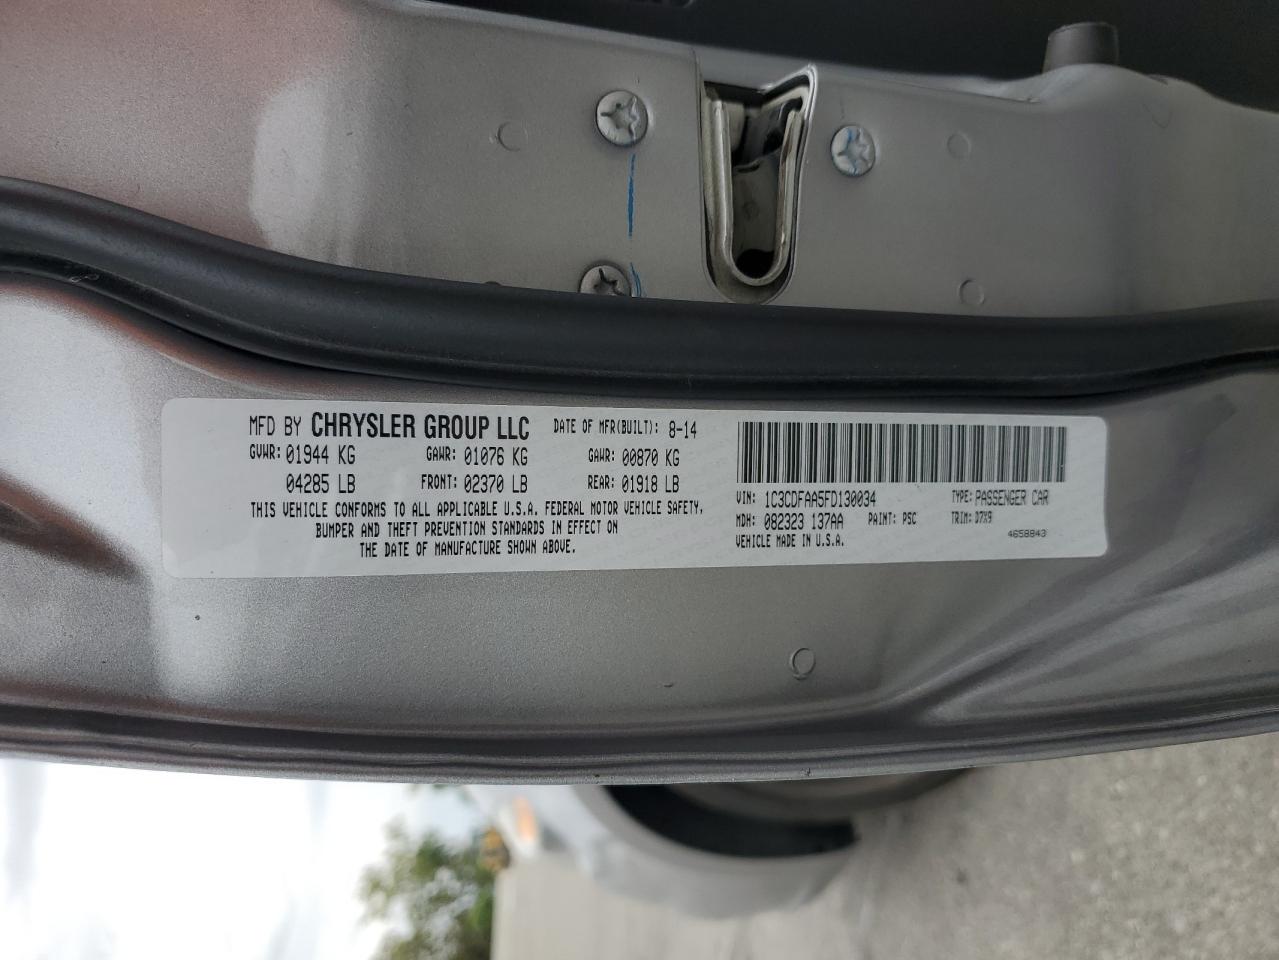 MFD BY CHRYSLER GROUP LLC DATE OF MFR(BUILT): 8-14
GVWR: 01944 KG GAWR: 01076 KG GAWR: 00870 KG
04285 LB FRONT: 02370 LB REAR: 01918 LB
THIS VEHICLE CONFORMS TO ALL APPLICABLE U.S.A. FEDERAL MOTOR VEHICLE SAFETY,
BUMPER AND THEFT PREVENTION STANDARDS IN EFFECT ON
THE DATE OF MANUFACTURE SHOWN ABOVE.
VIN: 1C3CDFAA5FD130034 TYPE: PASSENGER CAR
MDH: 082323 137AA PAINT: PSC TRIM: D7X9
VEHICLE MADE IN U.S.A. 4658843